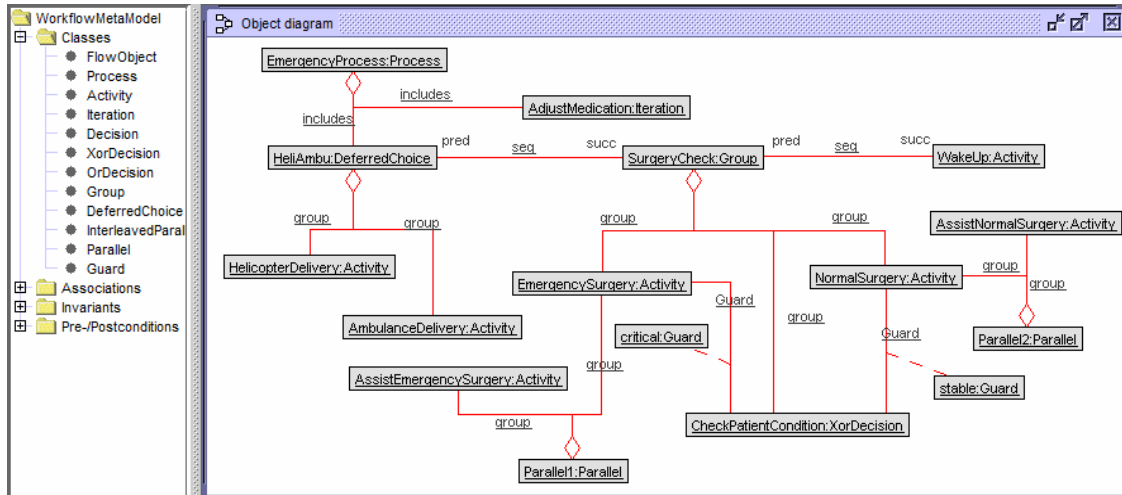 WorkflowMetaModel
Classes
FlowObject
Process
Activity
Iteration
Decision
XorDecision
OrDecision
Group
DeferredChoice
InterleavedParal
Parallel
Guard
Associations
Invariants
Pre-/Postconditions
Object diagram
EmergencyProcess:Process
includes
AdjustMedication:Iteration
includes
HeliAmbu:DeferredChoice
pred
seq
succ
SurgeryCheck:Group
pred
seq
succ
WakeUp:Activity
group
group
group
group
AssistNormalSurgery:Activity
HelicopterDelivery:Activity
EmergencySurgery:Activity
NormalSurgery:Activity
group
group
Guard
group
Guard
AmbulanceDelivery:Activity
critical:Guard
Parallel2:Parallel
group
AssistEmergencySurgery:Activity
stable:Guard
group
CheckPatientCondition:XorDecision
Parallel1:Parallel